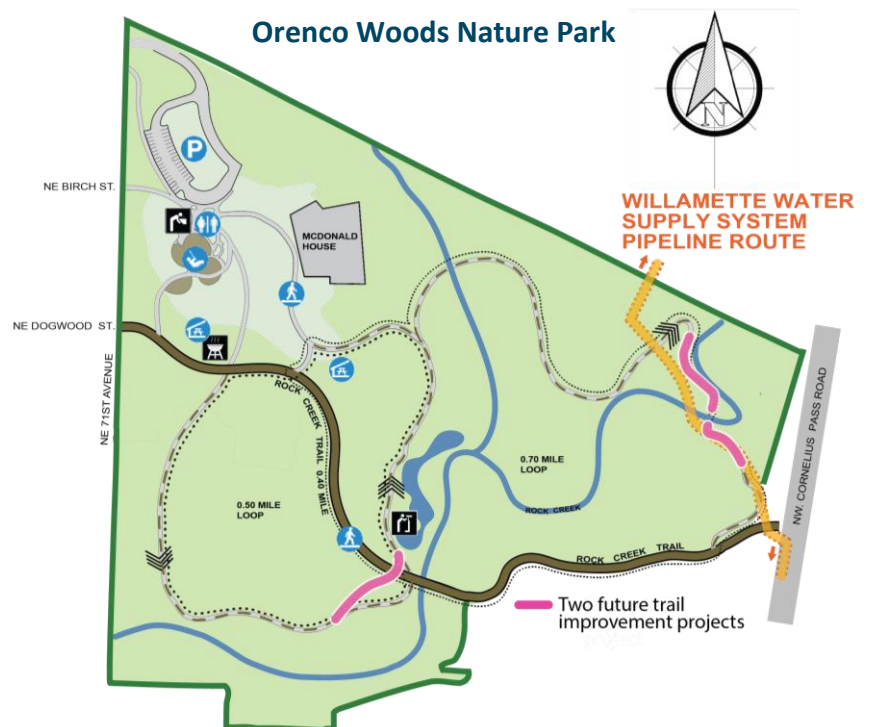 Orenco Woods Nature Park
N
WILLAMETTE WATER
SUPPLY SYSTEM
PIPELINE ROUTE
NE BIRCH ST.
P
MCDONALD
HOUSE
NE DOGWOOD ST.
NE 71ST AVENUE
ROCK CREEK TRAIL 0.40 MILE
0.50 MILE
LOOP
0.70 MILE
LOOP
ROCK CREEK
ROCK CREEK TRAIL
NW. CORNELIUS PASS ROAD
Two future trail
improvement projects